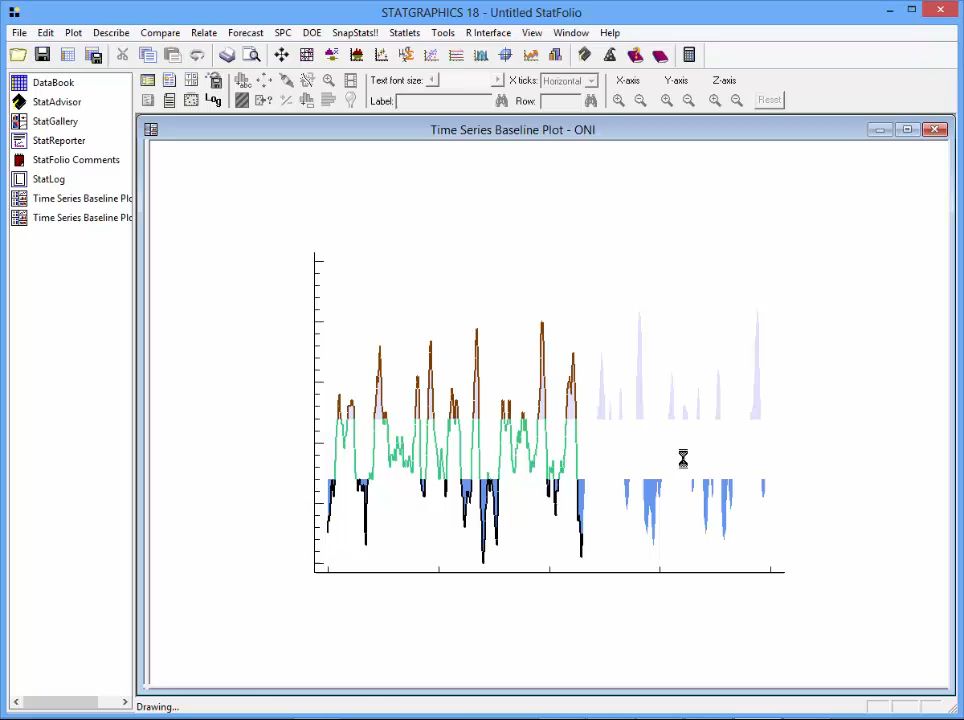 STATGRAPHICS 18 - Untitled StatFolio
File Edit Plot Describe Compare Relate Forecast SPC DOE SnapStats!! Statlets Tools R Interface View Window Help
Text font size: X ticks: Horizontal X-axis Y-axis Z-axis
Log Label: Row: Reset
DataBook
StatAdvisor
StatGallery
StatReporter
StatFolio Comments
StatLog
Time Series Baseline Plo
Time Series Baseline Plo
Time Series Baseline Plot - ONI
Drawing...